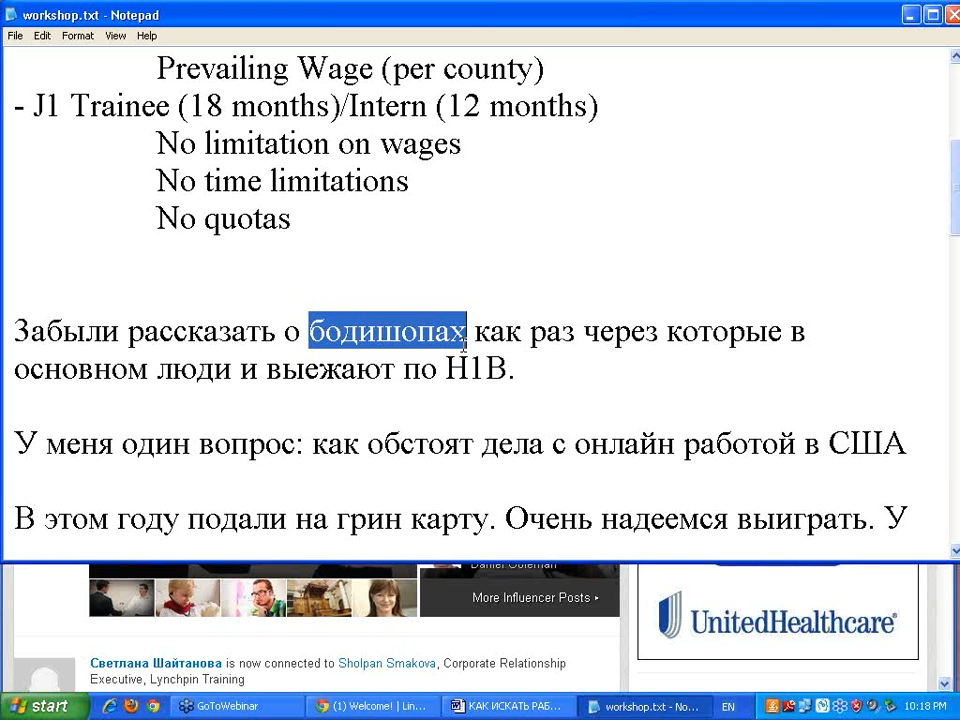 workshop.txt - Notepad
File Edit Format View Help
Prevailing Wage (per county)
- J1 Trainee (18 months)/Intern (12 months)
No limitation on wages
No time limitations
No quotas
Забыли рассказать о бодишопах как раз через которые в
основном люди и выежают по H1B.
У меня один вопрос: как обстоят дела с онлайн работой в США
В этом году подали на грин карту. Очень надеемся выиграть. У
Daniel Goleman
More Influencer Posts ▸
UnitedHealthcare
Светлана Шайтанова is now connected to Sholpan Smakova, Corporate Relationship
Executive, Lynchpin Training
start GoToWebinar (1) Welcome! | Lin... КАК ИСКАТЬ РАБ... workshop.txt - No... EN 10:18 PM